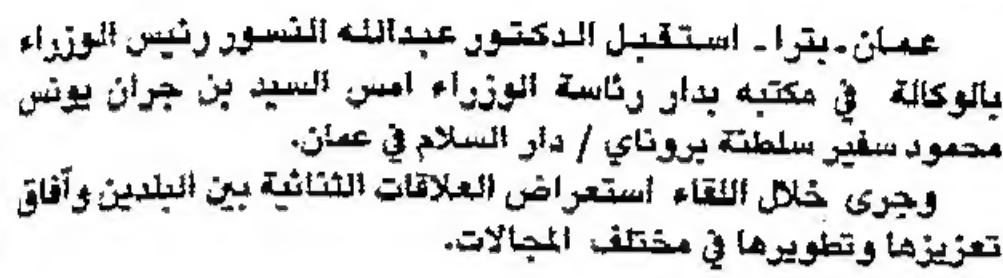 عمان ـ بترا ـ استقبل الدكتور عبدالله النسور رئيس الوزراء
بالوكالة في مكتبه بدار رئاسة الوزراء امس السيد بن جران يونس
محمود سفير سلطنة بروناي / دار السلام في عمان.
وجرى خلال اللقاء استعراض العلاقات الثنائية بين البلدين وآفاق
تعزيزها وتطويرها في مختلف المجالات.